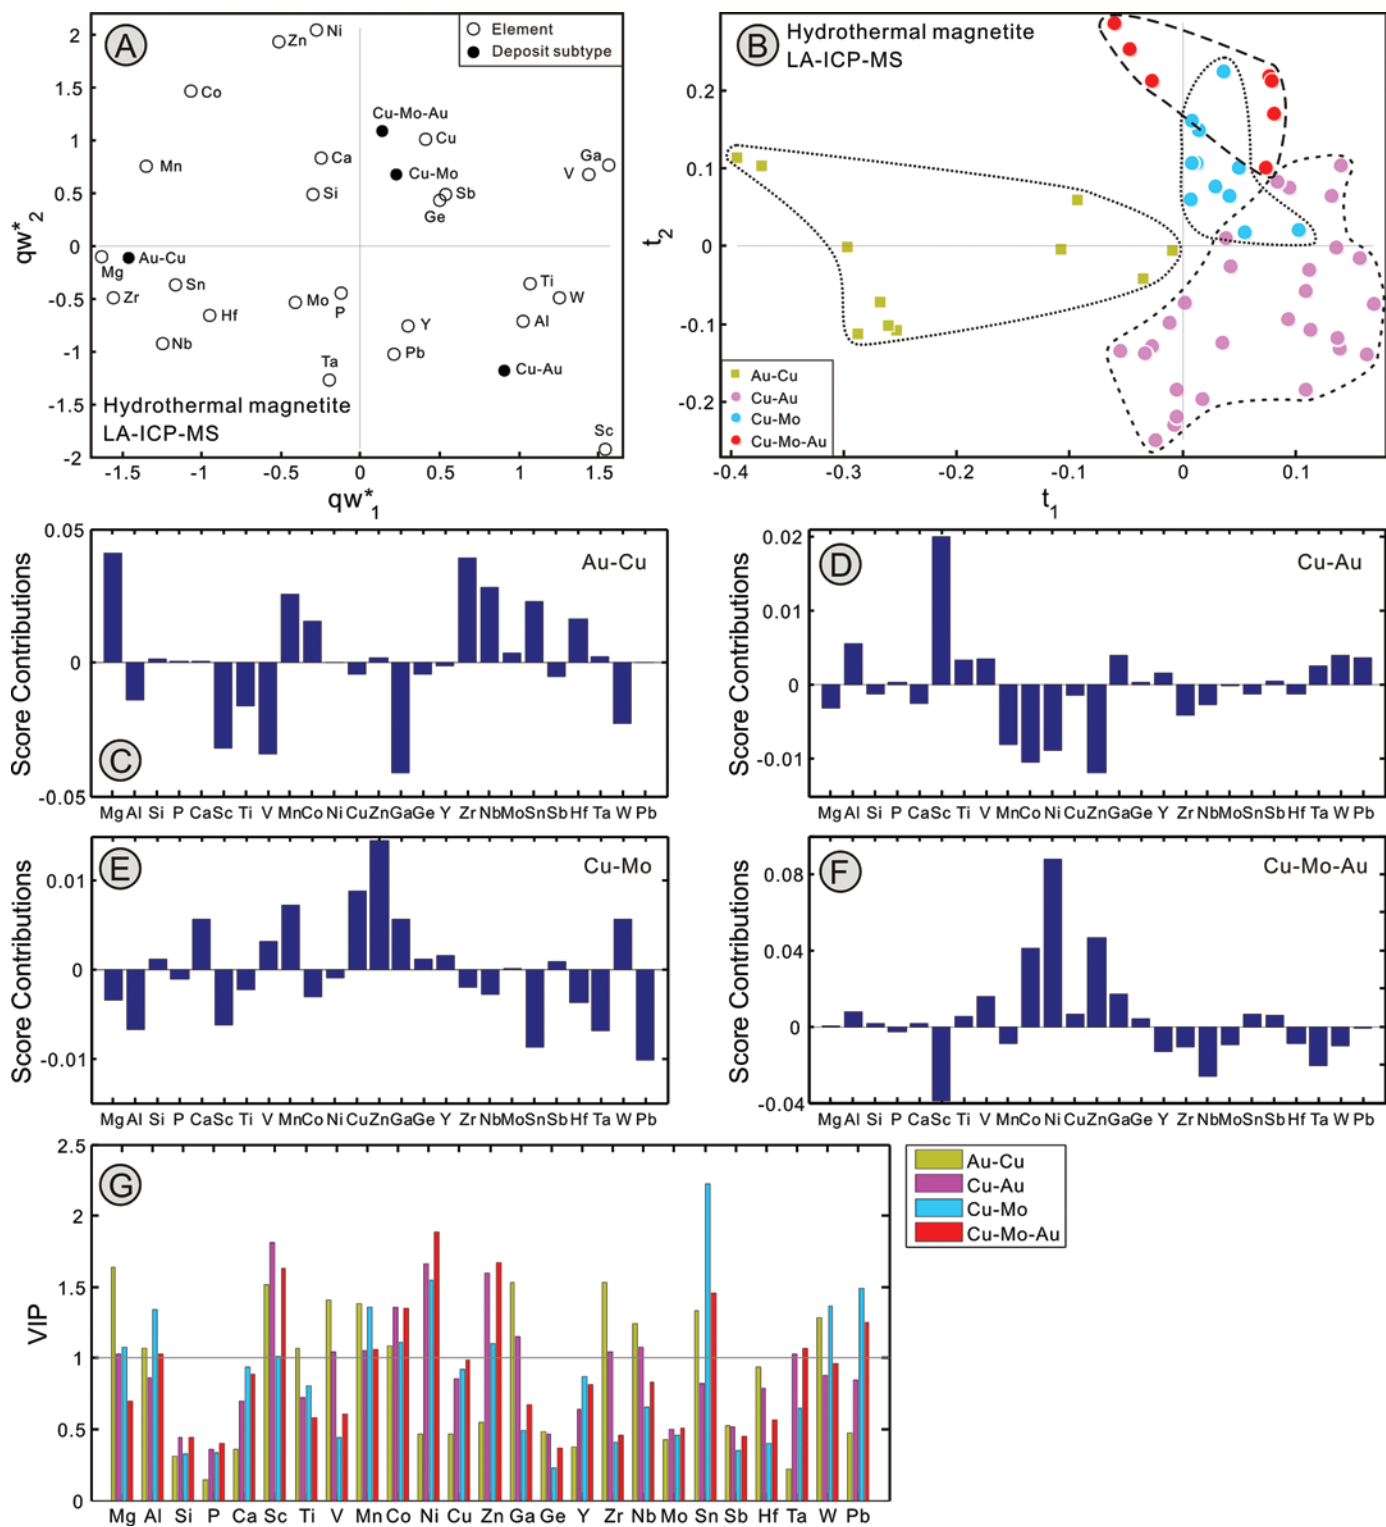 A
Element
Deposit subtype
Ni
Zn
Co
Cu-Mo-Au
Cu
Ca
Mn
Cu-Mo
Ga
V
Si
Sb
Ge
Au-Cu
Mg
Sn
Zr
Hf
Mo
P
Ti
W
Nb
Y
Al
Pb
Ta
Cu-Au
Sc
Hydrothermal magnetite
LA-ICP-MS
2
1.5
1
0.5
0
-0.5
-1
-1.5
-2
-1.5 -1 -0.5 0 0.5 1 1.5
qw*2
qw*1
B
Hydrothermal magnetite
LA-ICP-MS
0.2
0.1
0
-0.1
-0.2
Au-Cu
Cu-Au
Cu-Mo
Cu-Mo-Au
-0.4 -0.3 -0.2 -0.1 0 0.1
t2
t1
C
Au-Cu
Score Contributions
0.05
0
-0.05
Mg Al Si P Ca Sc Ti V Mn Co Ni Cu Zn Ga Ge Y Zr Nb Mo Sn Sb Hf Ta W Pb
D
Cu-Au
Score Contributions
0.02
0.01
0
-0.01
Mg Al Si P Ca Sc Ti V Mn Co Ni Cu Zn Ga Ge Y Zr Nb Mo Sn Sb Hf Ta W Pb
E
Cu-Mo
Score Contributions
0.01
0
-0.01
Mg Al Si P Ca Sc Ti V Mn Co Ni Cu Zn Ga Ge Y Zr Nb Mo Sn Sb Hf Ta W Pb
F
Cu-Mo-Au
Score Contributions
0.08
0.04
0
-0.04
Mg Al Si P Ca Sc Ti V Mn Co Ni Cu Zn Ga Ge Y Zr Nb Mo Sn Sb Hf Ta W Pb
G
VIP
2.5
2
1.5
1
0.5
0
Mg Al Si P Ca Sc Ti V Mn Co Ni Cu Zn Ga Ge Y Zr Nb Mo Sn Sb Hf Ta W Pb
Au-Cu
Cu-Au
Cu-Mo
Cu-Mo-Au